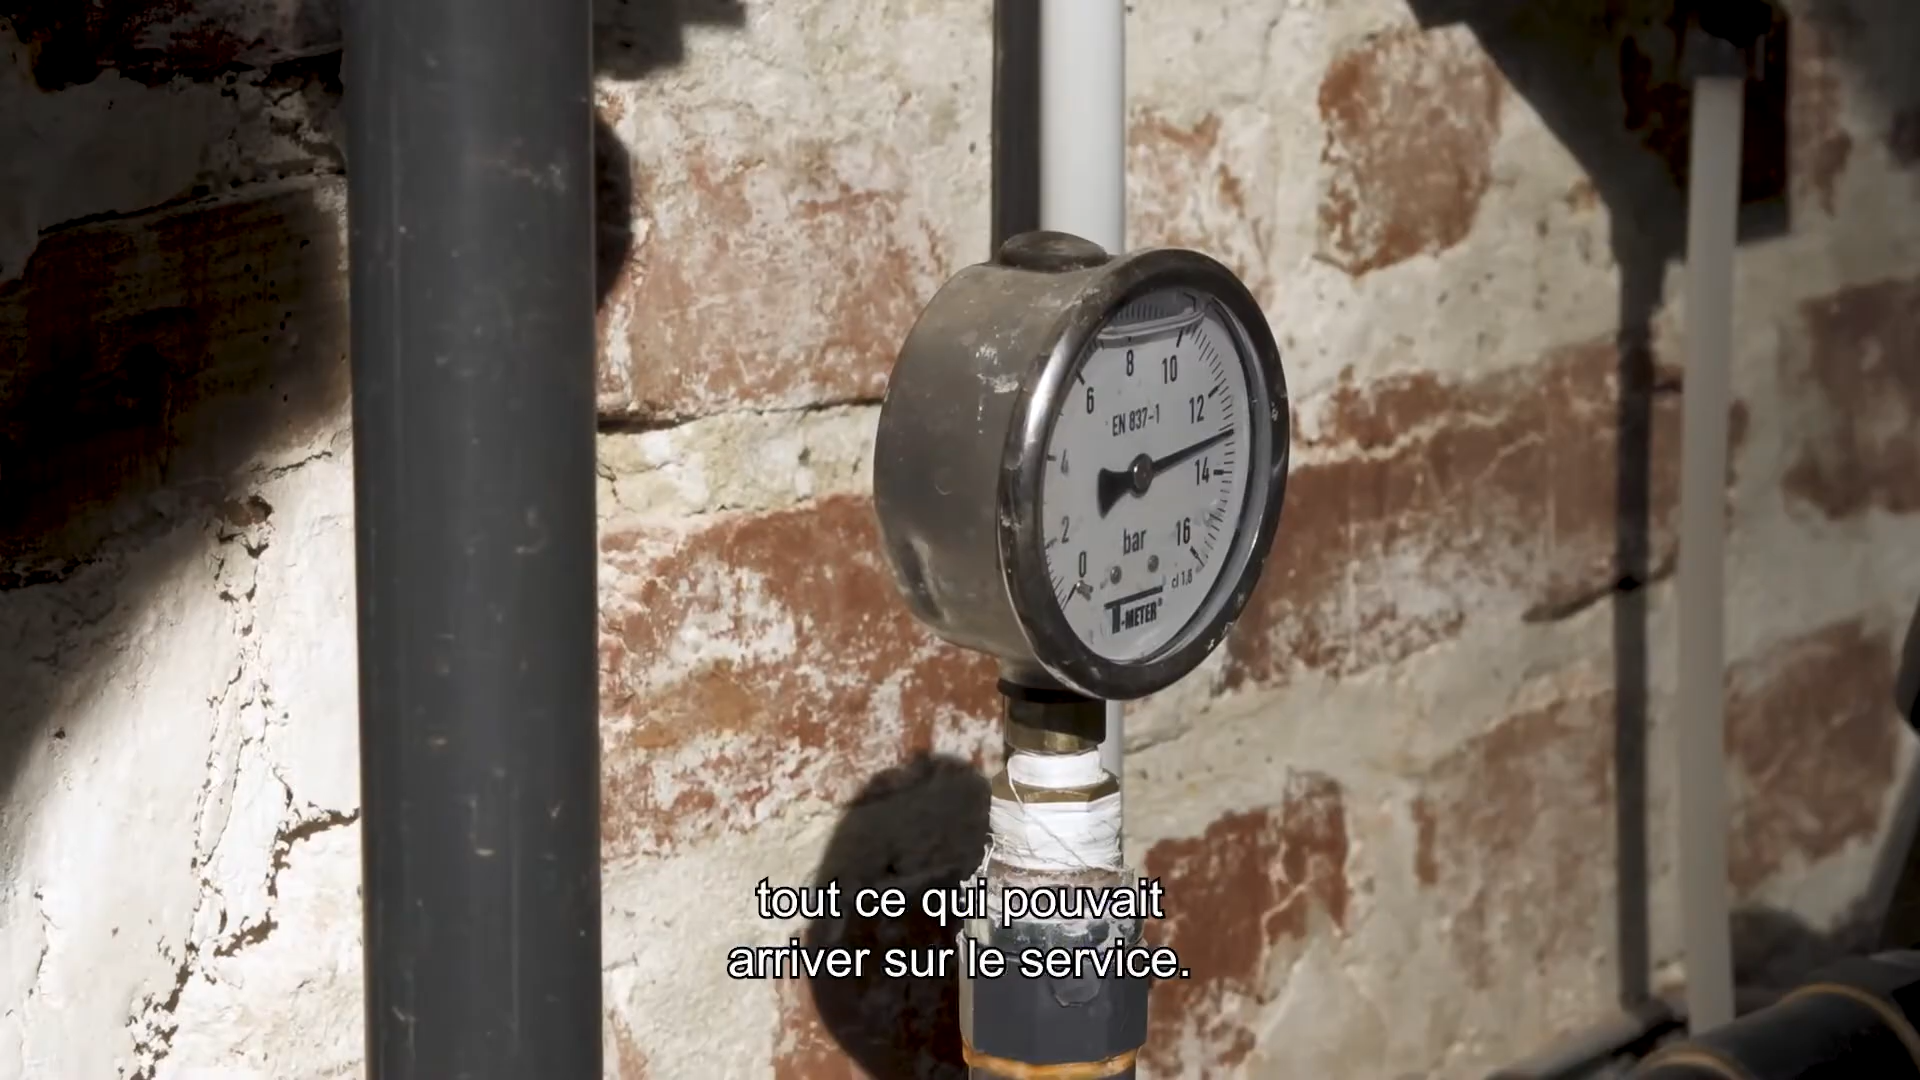 8
10
6
12
EN 837-1
4
14
2
16
bar
0
cl 1,6
T-METER®
tout ce qui pouvait
arriver sur le service.